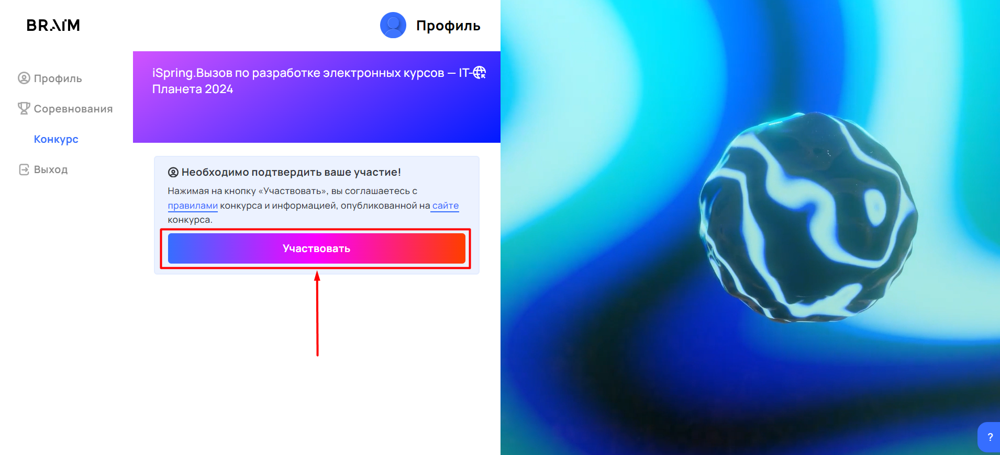 BRAIM
Профиль
Профиль
Соревнования
Конкурс
Выход
iSpring.Вызов по разработке электронных курсов — IT-
Планета 2024
Необходимо подтвердить ваше участие!
Нажимая на кнопку «Участвовать», вы соглашаетесь с
правилами конкурса и информацией, опубликованной на сайте
конкурса.
Участвовать
?